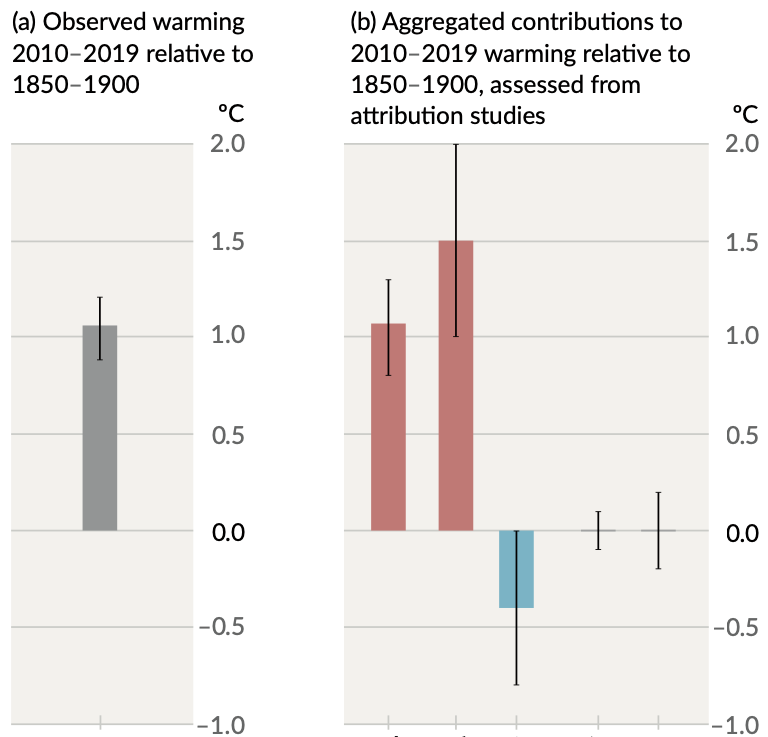 (a) Observed warming
2010–2019 relative to
1850–1900
ºC
2.0
1.5
1.0
0.5
0.0
–0.5
–1.0
(b) Aggregated contributions to
2010–2019 warming relative to
1850–1900, assessed from
attribution studies
ºC
2.0
1.5
1.0
0.5
0.0
–0.5
–1.0